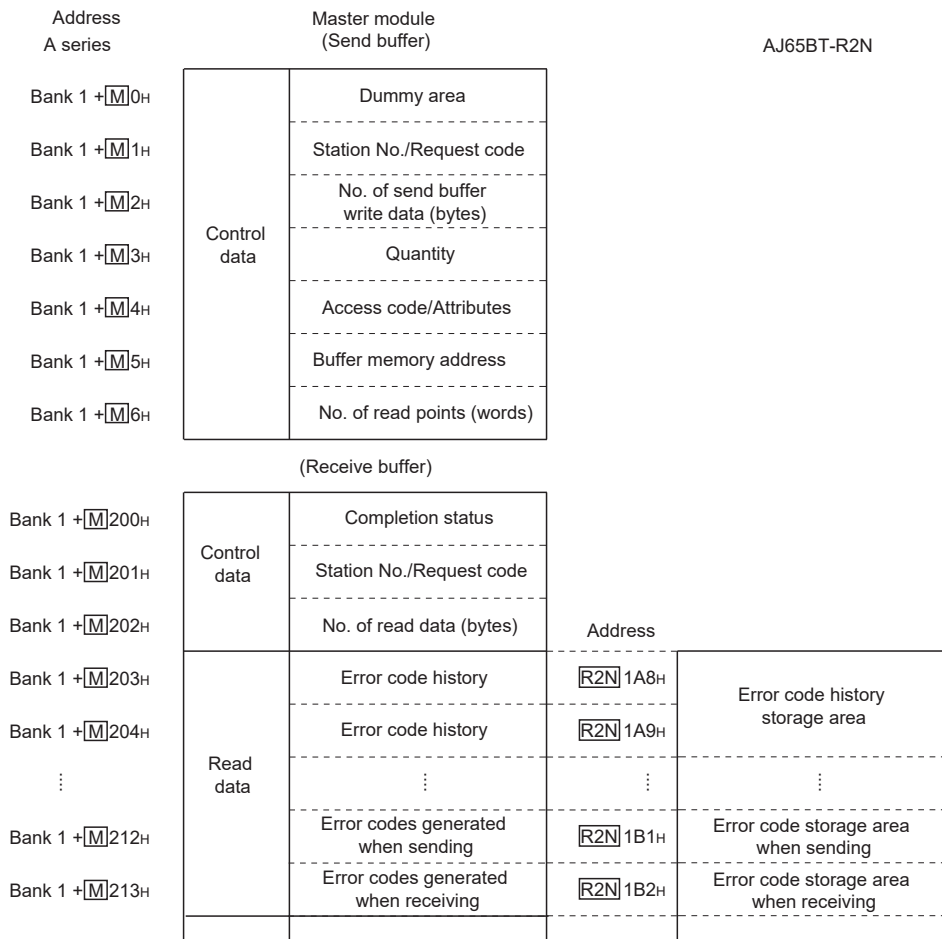 Address
A series
Master module
(Send buffer)
AJ65BT-R2N
Bank 1 +M0H
Dummy area
Bank 1 +M1H
Station No./Request code
Bank 1 +M2H
No. of send buffer
write data (bytes)
Control
data
Bank 1 +M3H
Quantity
Bank 1 +M4H
Access code/Attributes
Bank 1 +M5H
Buffer memory address
Bank 1 +M6H
No. of read points (words)
(Receive buffer)
Bank 1 +M200H
Completion status
Control
data
Bank 1 +M201H
Station No./Request code
Bank 1 +M202H
No. of read data (bytes)
Address
Bank 1 +M203H
Error code history
R2N 1A8H
Error code history
storage area
Bank 1 +M204H
Error code history
R2N 1A9H
Read
data
Bank 1 +M212H
Error codes generated
when sending
R2N 1B1H
Error code storage area
when sending
Bank 1 +M213H
Error codes generated
when receiving
R2N 1B2H
Error code storage area
when receiving